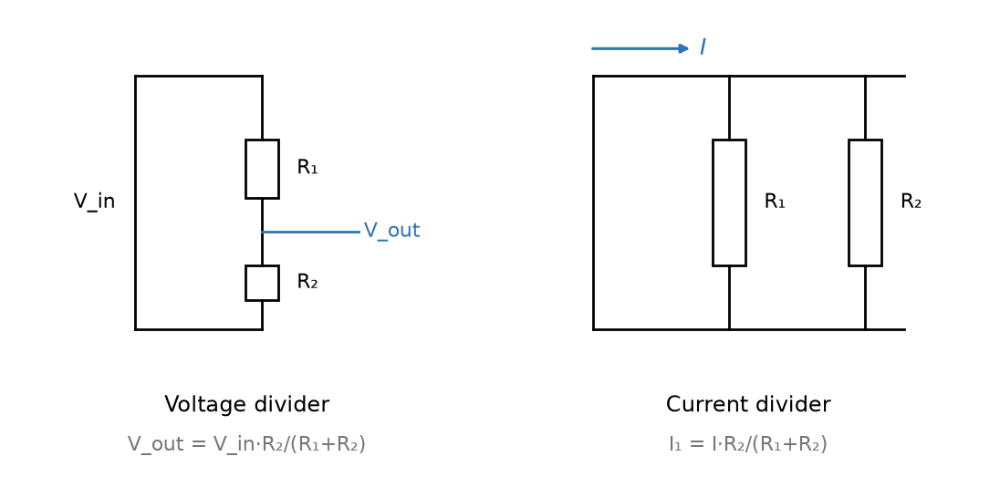 I
R₁
V_in
R₁
R₂
V_out
R₂
Voltage divider
Current divider
V_out = V_in·R₂/(R₁+R₂)
I₁ = I·R₂/(R₁+R₂)